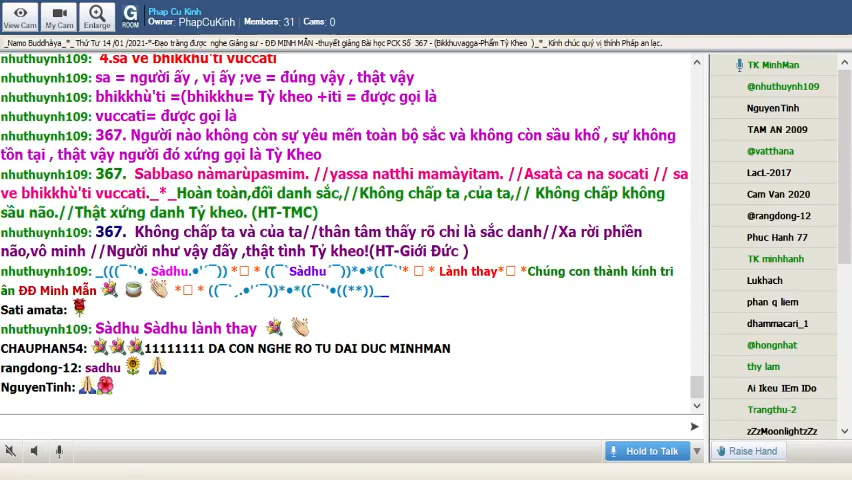 View Cam
My Cam
Enlarge
G
ROOM
Phap Cu Kinh
Owner: PhapCuKinh Members: 31 Cams: 0
_Namo Buddhàya_*_ Thứ Tư 14 /01 /2021-*-Đạo tràng được nghe Giảng sư - ĐĐ MINH MẪN -thuyết giảng Bài học PCK Số 367 - (Bikkhuvagga-Phẩm Tỳ Kheo )_*_ Kính chúc quý vị thính Pháp an lạc.
nhuthuynh109: 4.sa ve bhikkhu'ti vuccati
nhuthuynh109: sa = người ấy , vị ấy ;ve = đúng vậy , thật vậy
nhuthuynh109: bhikkhù'ti =(bhikkhu= Tỳ kheo +iti = được gọi là
nhuthuynh109: vuccati= được gọi là
nhuthuynh109: 367. Người nào không còn sự yêu mến toàn bộ sắc và không còn sầu khổ , sự không
tồn tại , thật vậy người đó xứng gọi là Tỳ Kheo
nhuthuynh109: 367. Sabbaso nàmarùpasmim. //yassa natthi mamàyitam. //Asatà ca na socati // sa
ve bhikkhù'ti vuccati._*_Hoàn toàn,đối danh sắc,//Không chấp ta ,của ta,// Không chấp không
sầu não.//Thật xứng danh Tỷ kheo. (HT-TMC)
nhuthuynh109: 367. Không chấp ta và của ta//thân tâm thấy rõ chỉ là sắc danh//Xa rời phiền
não,vô minh //Người như vậy đấy ,thật tình Tỷ kheo!(HT-Giới Đức )
nhuthuynh109: _(((¯`'•. Sàdhu.•'´¯)) *□ * ((¯`Sàdhu´¯))*•*((¯`'* □ * Lành thay*□ *Chúng con thành kính tri
ân ĐĐ Minh Mẫn *□ * ((¯`¸.•'´¯))*•*((¯`'•((**))__
Sati amata:
nhuthuynh109: Sàdhu Sàdhu lành thay
CHAUPHAN54: 11111111 DA CON NGHE RO TU DAI DUC MINHMAN
rangdong-12: sadhu
NguyenTinh:
Hold to Talk
TK MinhMan
@nhuthuynh109
NguyenTinh
TAM AN 2009
@vatthana
LacL-2017
Cam Van 2020
@rangdong-12
Phuc Hanh 77
TK minhhanh
Lukhach
phan q liem
dhammacari_1
@hongnhat
thy lam
Ai Ikeu IEm IDo
Trangthu-2
zZzMoonlightzZz
Raise Hand